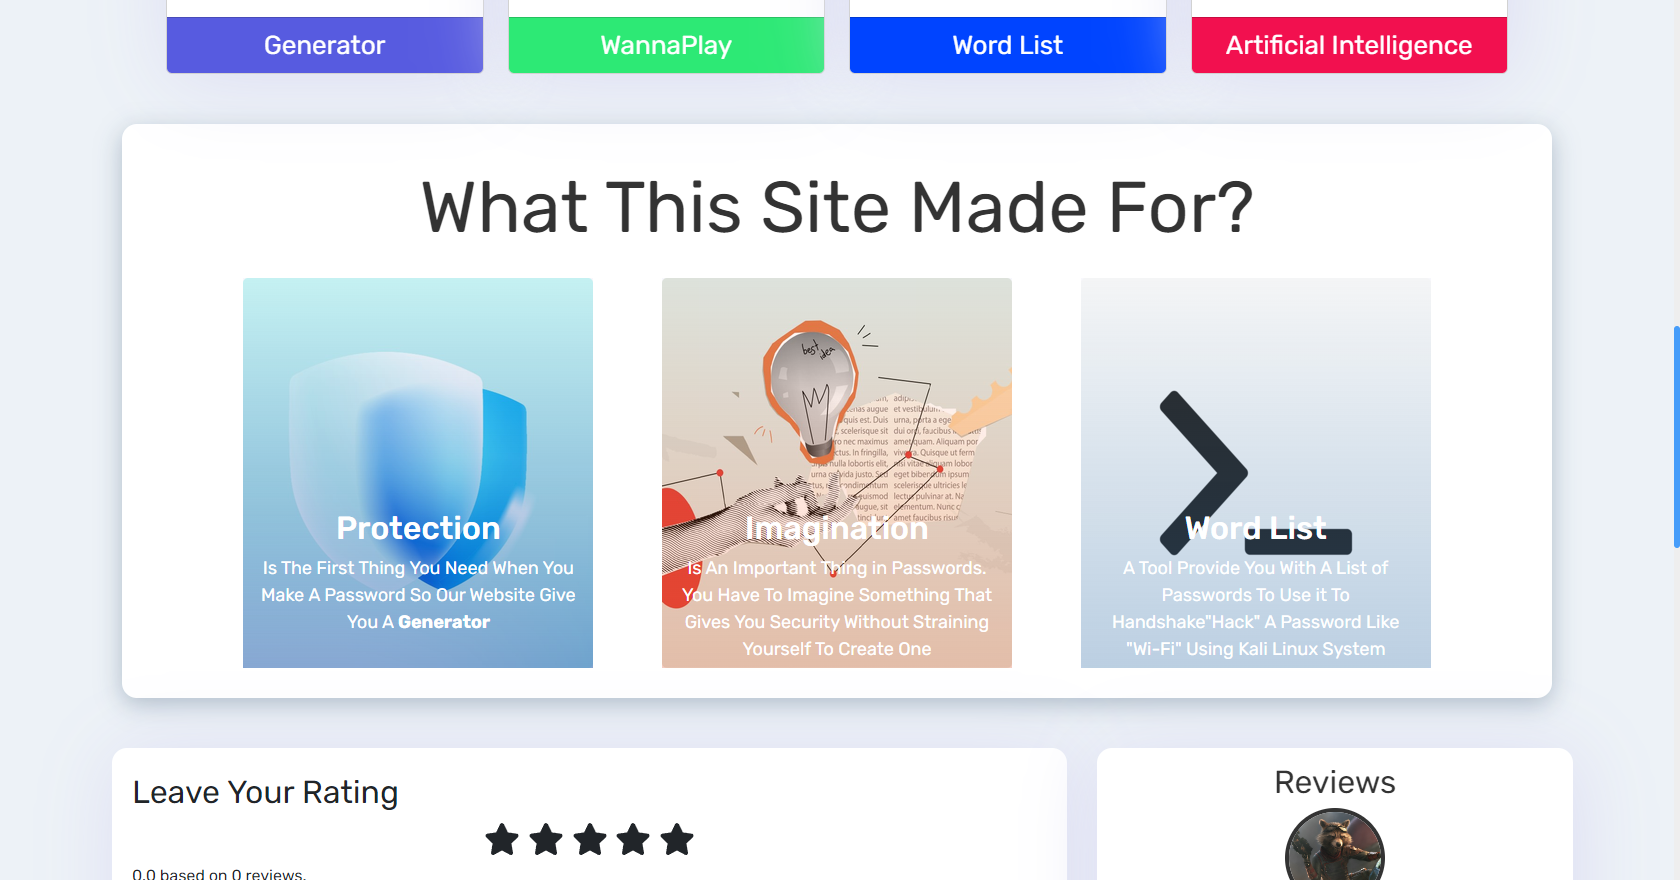 Generator
WannaPlay
Word List
Artificial Intelligence
What This Site Made For?
Protection
Is The First Thing You Need When You
Make A Password So Our Website Give
You A Generator
best
idea
Imagination
Is An Important Thing in Passwords.
You Have To Imagine Something That
Gives You Security Without Straining
Yourself To Create One
Word List
A Tool Provide You With A List of
Passwords To Use it To
Handshake"Hack" A Password Like
"Wi-Fi" Using Kali Linux System
Leave Your Rating
0.0 based on 0 reviews.
Reviews